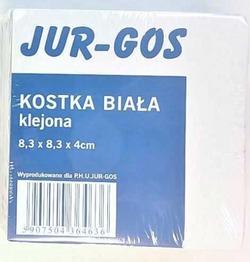 JUR-GOS
KOSTKA BIAŁA
klejona
8,3 x 8,3 x 4cm
Wyprodukowano dla P.H.U.JUR-GOS
5907504364636